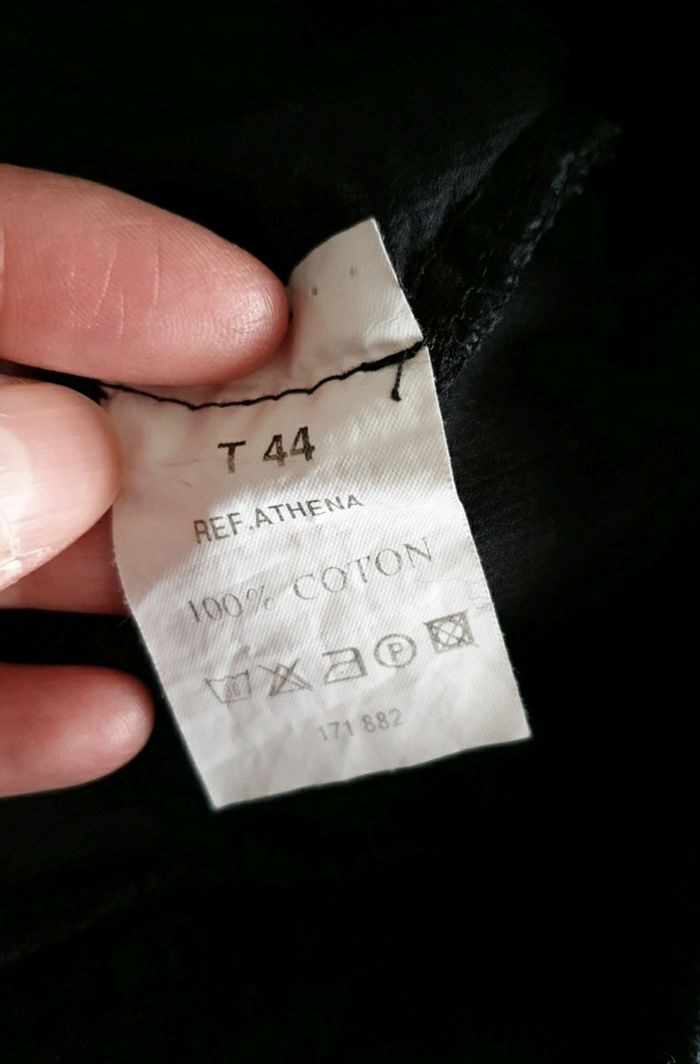 T 44
REF.ATHENA
100% COTON
P
171 882